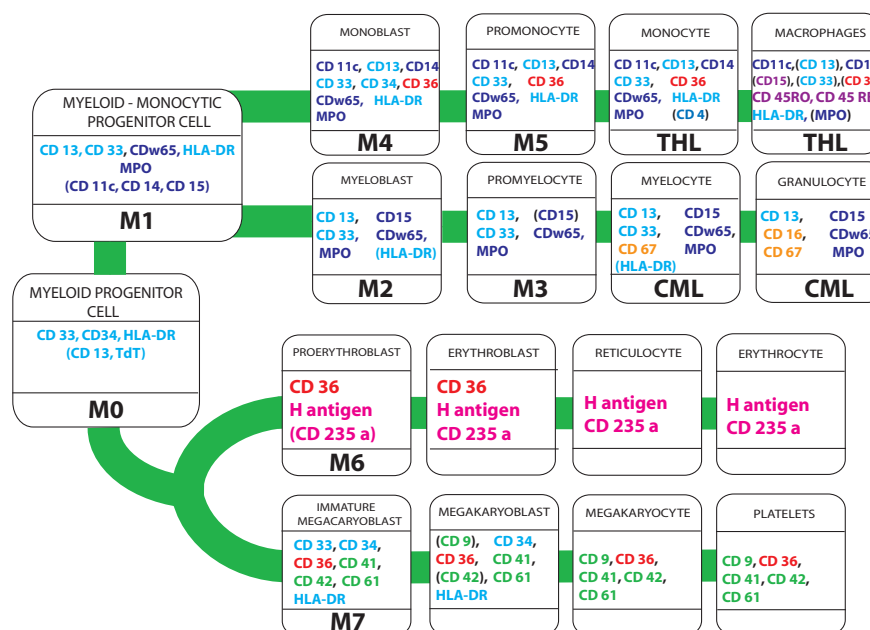 MONOBLAST
CD 11c, CD13, CD14
CD 33, CD 34, CD 36
CDw65, HLA-DR
MPO
M4
PROMONOCYTE
CD 11c, CD13, CD14
CD 33, CD 36
CDw65, HLA-DR
MPO
M5
MONOCYTE
CD 11c, CD13, CD14
CD 33, CD 36
CDw65, HLA-DR
MPO (CD 4)
THL
MACROPHAGES
CD11c, (CD 13), CD1
(CD15), (CD 33), (CD 3
CD 45RO, CD 45 R
HLA-DR, (MPO)
THL
MYELOID - MONOCYTIC
PROGENITOR CELL
CD 13, CD 33, CDw65, HLA-DR
MPO
(CD 11c, CD 14, CD 15)
M1
MYELOBLAST
CD 13, CD15
CD 33, CDw65,
MPO (HLA-DR)
M2
PROMYELOCYTE
CD 13, (CD15)
CD 33, CDw65,
MPO
M3
MYELOCYTE
CD 13, CD15
CD 33, CDw65,
CD 67 MPO
(HLA-DR)
CML
GRANULOCYTE
CD 13, CD15
CD 16, CDw65
CD 67 MPO
CML
MYELOID PROGENITOR
CELL
CD 33, CD34, HLA-DR
(CD 13, TdT)
M0
PROERYTHROBLAST
CD 36
H antigen
(CD 235 a)
M6
ERYTHROBLAST
CD 36
H antigen
CD 235 a
RETICULOCYTE
H antigen
CD 235 a
ERYTHROCYTE
H antigen
CD 235 a
IMMATURE
MEGACARYOBLAST
CD 33, CD 34,
CD 36, CD 41,
CD 42, CD 61
HLA-DR
M7
MEGAKARYOBLAST
(CD 9), CD 34,
CD 36, CD 41,
(CD 42), CD 61
HLA-DR
MEGAKARYOCYTE
CD 9, CD 36,
CD 41, CD 42,
CD 61
PLATELETS
CD 9, CD 36,
CD 41, CD 42,
CD 61